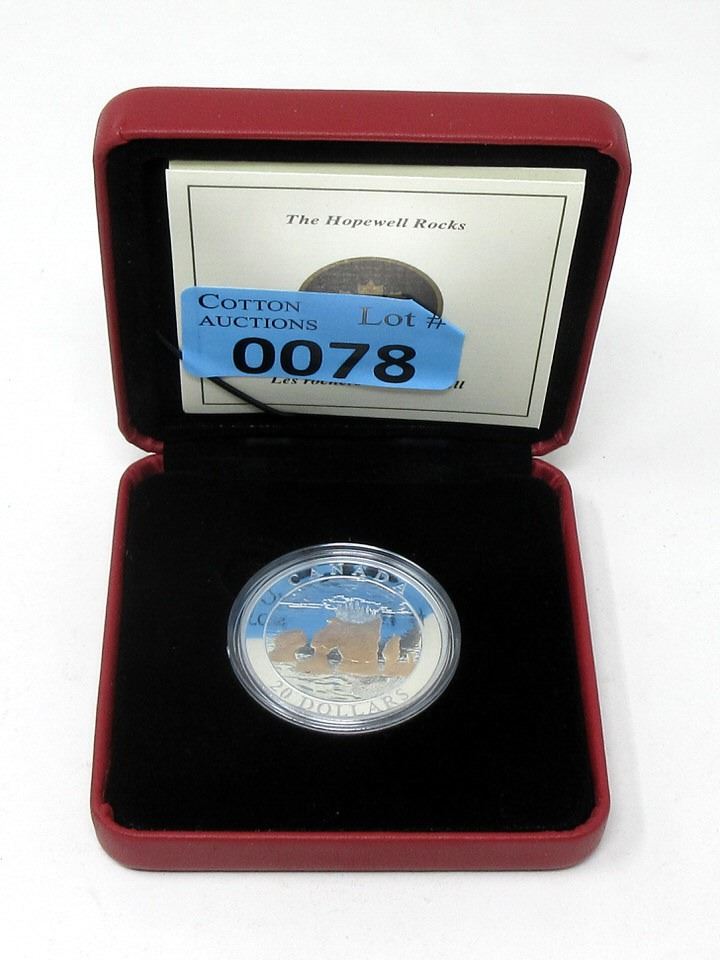 The Hopewell Rocks
COTTON
AUCTIONS
Lot #
0078
Les rochers
CANADA
20 DOLLARS